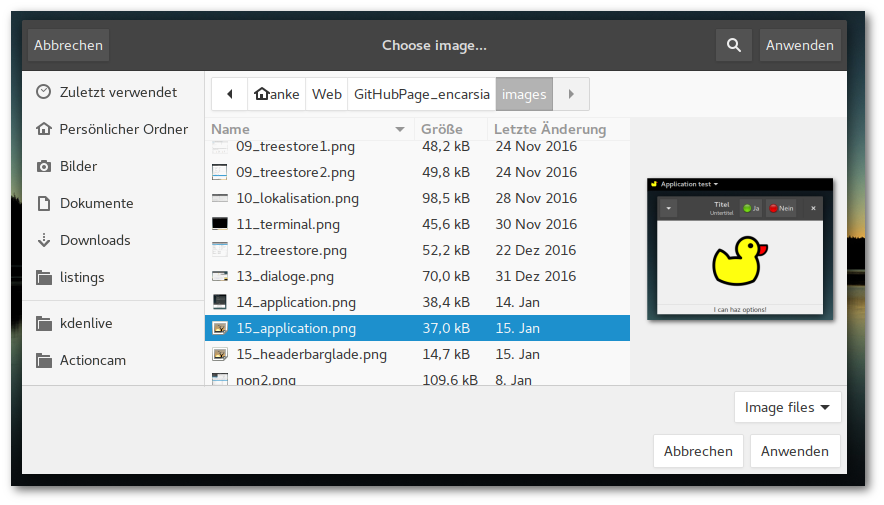 Abbrechen Choose image... Anwenden
Zuletzt verwendet
Persönlicher Ordner
Bilder
Dokumente
Downloads
listings
kdenlive
Actioncam
anke Web GitHubPage_encarsia images
Name Größe Letzte Änderung
09_treestore1.png 48,2 kB 24 Nov 2016
09_treestore2.png 49,8 kB 24 Nov 2016
10_lokalisation.png 98,5 kB 28 Nov 2016
11_terminal.png 45,6 kB 30 Nov 2016
12_treestore.png 52,2 kB 22 Dez 2016
13_dialoge.png 70,0 kB 31 Dez 2016
14_application.png 38,4 kB 14. Jan
15_application.png 37,0 kB 15. Jan
15_headerbarglade.png 14,7 kB 15. Jan
non2.png 109,6 kB 8. Jan
Application test
Titel
Untertitel
Ja Nein
I can haz options!
Image files
Abbrechen Anwenden